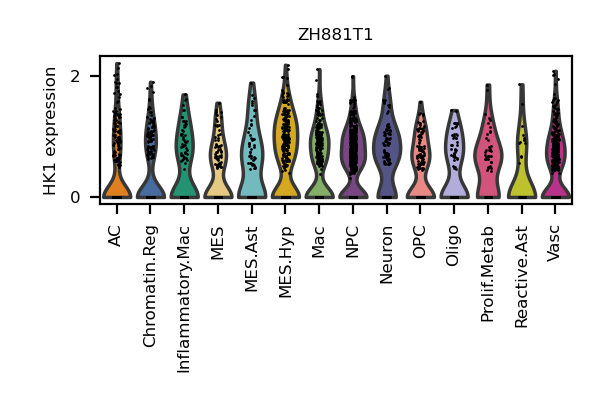 ZH881T1
HK1 expression
2
0
AC
Chromatin.Reg
Inflammatory.Mac
MES
MES.Ast
MES.Hyp
Mac
NPC
Neuron
OPC
Oligo
Prolif.Metab
Reactive.Ast
Vasc